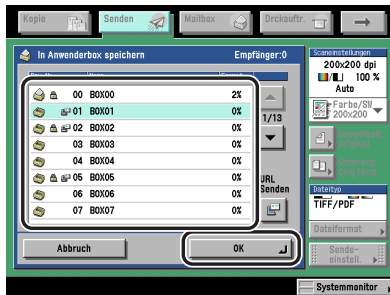 Kopie
Senden
Mailbox
Drckauftr.
In Anwenderbox speichern
Empfänger:0
Scaneinstellungen
200x200 dpi
100 %
Auto
00 BOX00 2%
01 BOX01 0%
02 BOX02 0%
03 BOX03 0%
04 BOX04 0%
05 BOX05 0%
06 BOX06 0%
07 BOX07 0%
1/13
URL
Senden
Farbe/SW
200x200
Original
Dateityp
TIFF/PDF
Dateiformat
Sende-
einstell.
Abbruch
OK
Systemmonitor